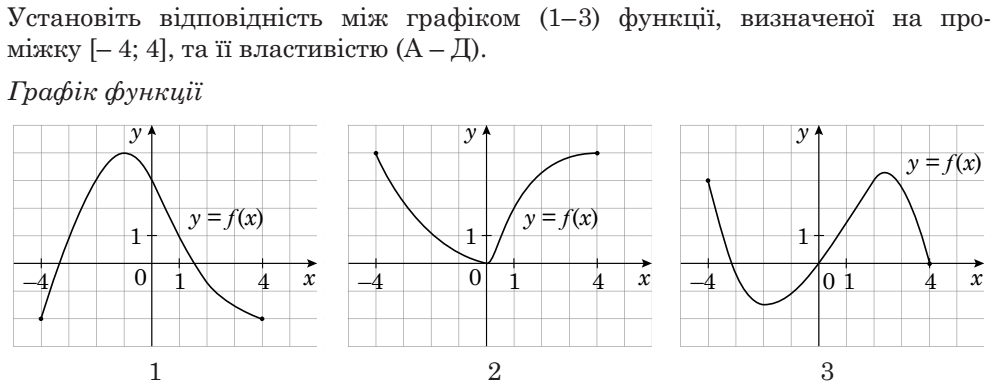 Установіть відповідність між графіком (1–3) функції, визначеної на про-
міжку [– 4; 4], та її властивістю (А – Д).
Графік функції
y y y
y = f(x)
y = f(x) y = f(x)
1 1 1
–4 0 1 4 x –4 0 1 4 x –4 0 1 4 x
1 2 3